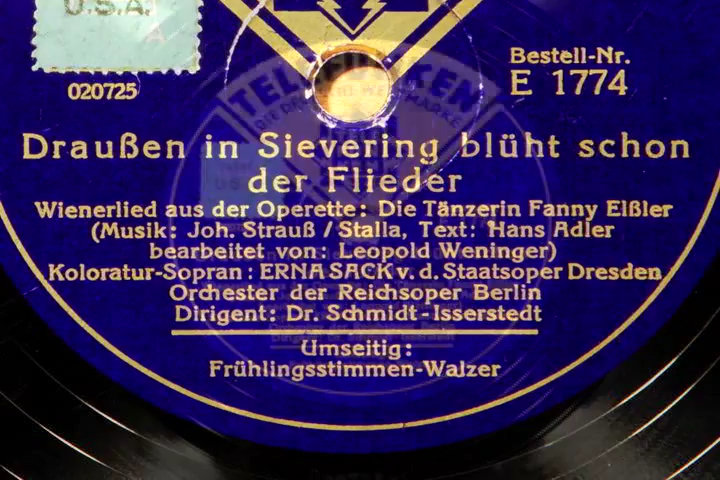 U.S.A.
A
020725
Bestell-Nr.
E 1774
TELEFUNKEN
Draußen in Sievering blüht schon
der Flieder
Wienerlied aus der Operette: Die Tänzerin Fanny Elßler
(Musik: Joh. Strauß / Stalla, Text: Hans Adler
bearbeitet von: Leopold Weninger)
Koloratur-Sopran: ERNA SACK v. d. Staatsoper Dresden
Orchester der Reichsoper Berlin
Dirigent: Dr. Schmidt-Isserstedt
Umseitig:
Frühlingsstimmen-Walzer